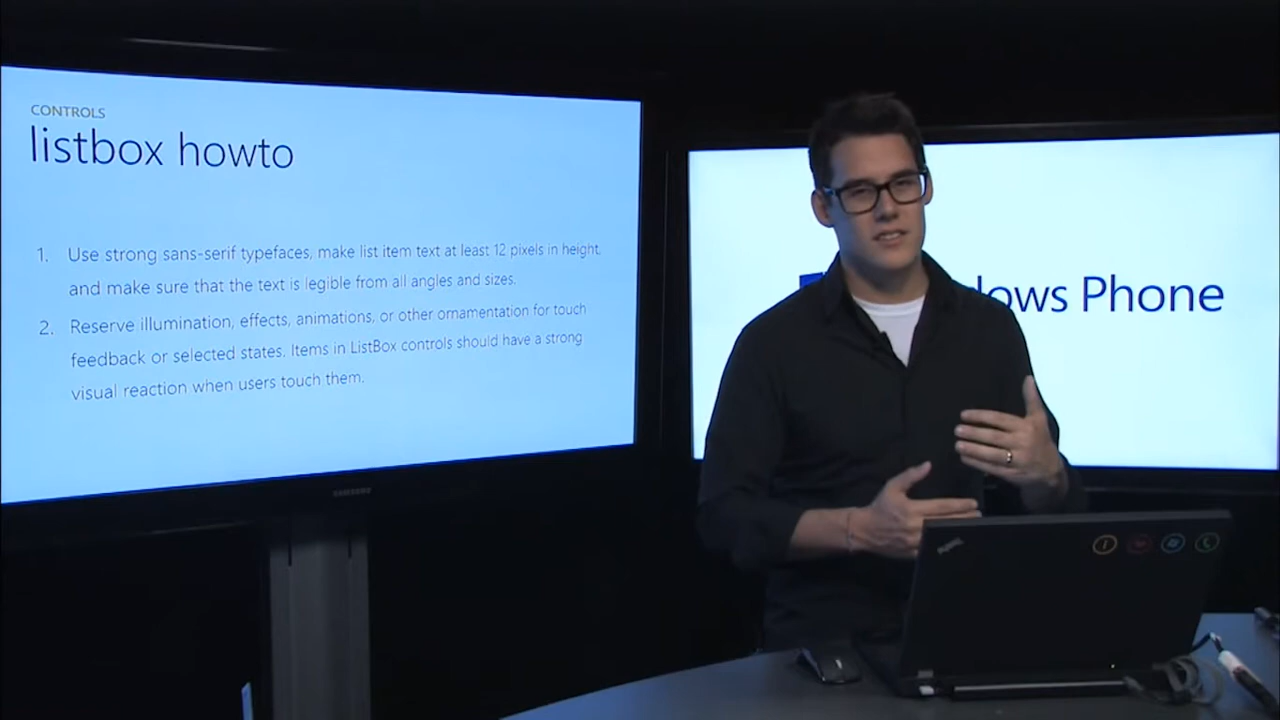 CONTROLS
listbox howto
1. Use strong sans-serif typefaces, make list item text at least 12 pixels in height,
and make sure that the text is legible from all angles and sizes.
2. Reserve illumination, effects, animations, or other ornamentation for touch
feedback or selected states. Items in ListBox controls should have a strong
visual reaction when users touch them.
SAMSUNG
dows Phone
ThinkPad